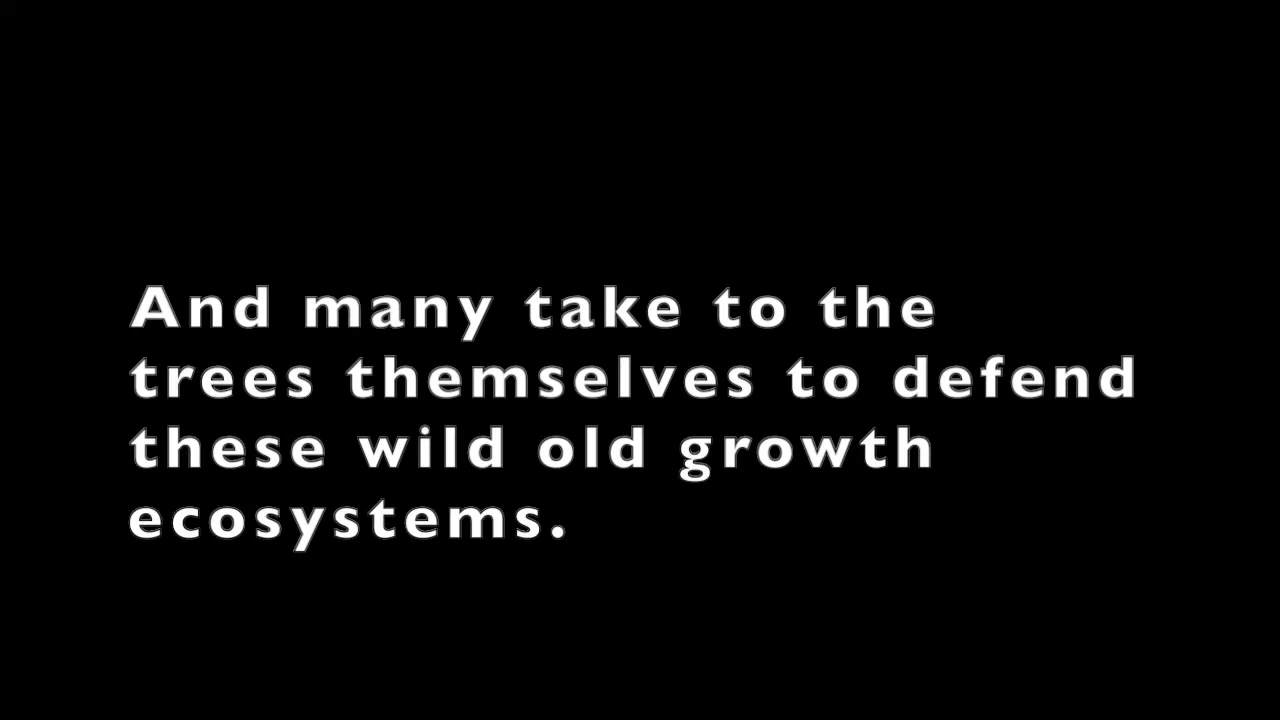 And many take to the
trees themselves to defend
these wild old growth
ecosystems.